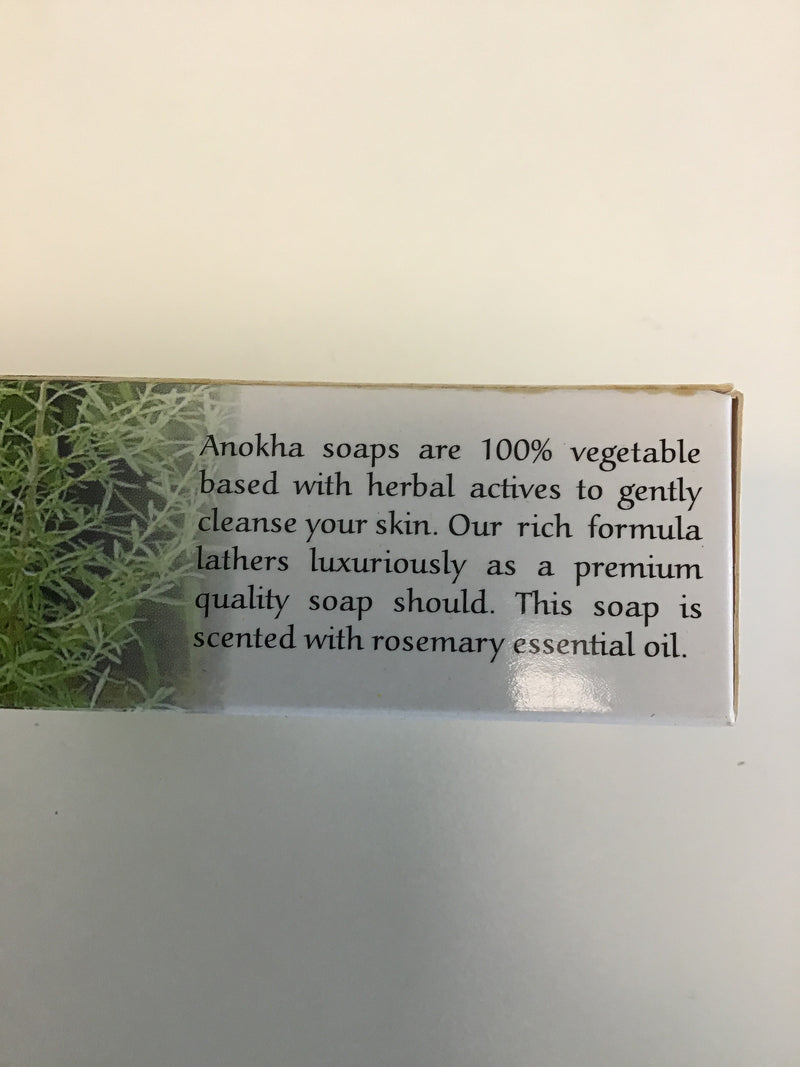 Anokha soaps are 100% vegetable
based with herbal actives to gently
cleanse your skin. Our rich formula
lathers luxuriously as a premium
quality soap should. This soap is
scented with rosemary essential oil.